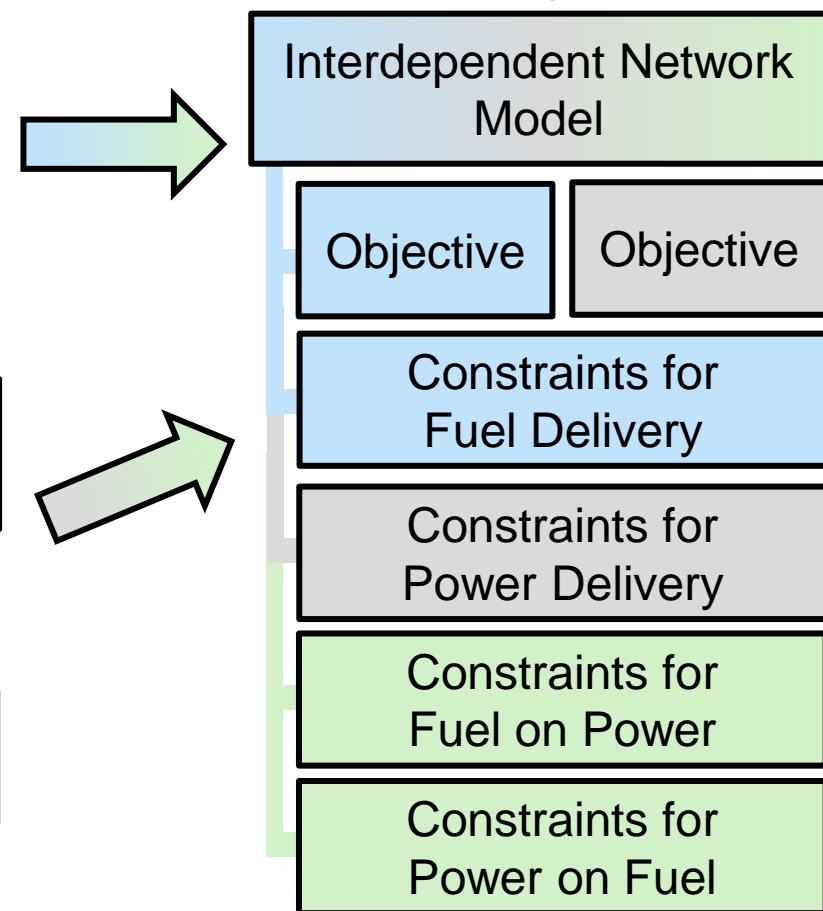 Interdependent Network
Model
Objective
Objective
Constraints for
Fuel Delivery
Constraints for
Power Delivery
Constraints for
Fuel on Power
Constraints for
Power on Fuel